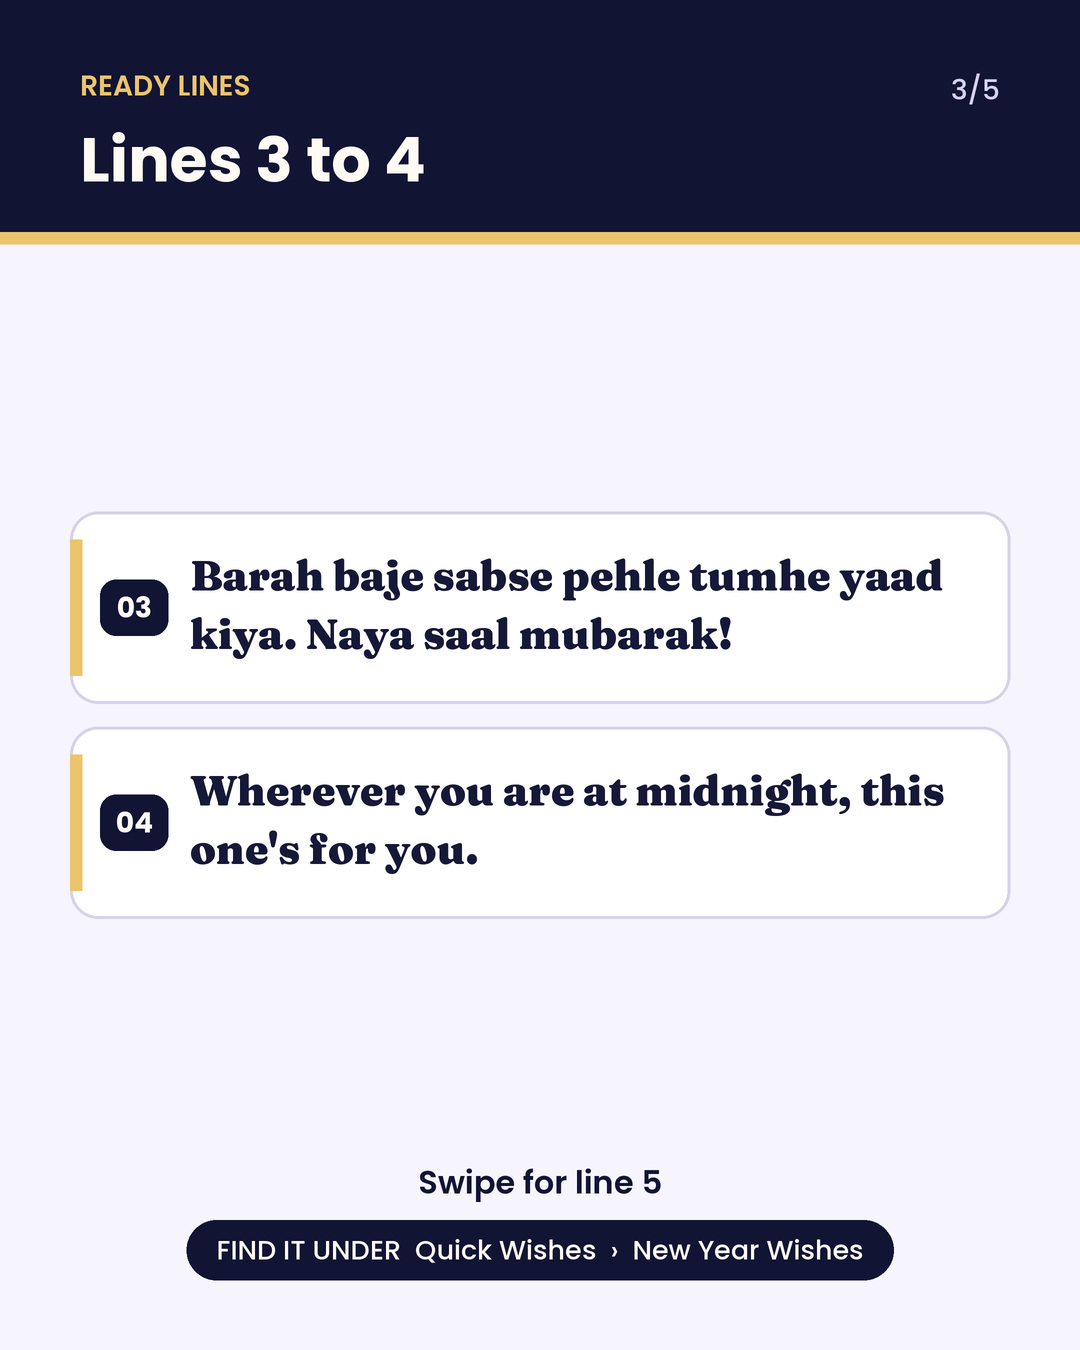 READY LINES
3/5
Lines 3 to 4
03
Barah baje sabse pehle tumhe yaad
kiya. Naya saal mubarak!
04
Wherever you are at midnight, this
one's for you.
Swipe for line 5
FIND IT UNDER Quick Wishes › New Year Wishes